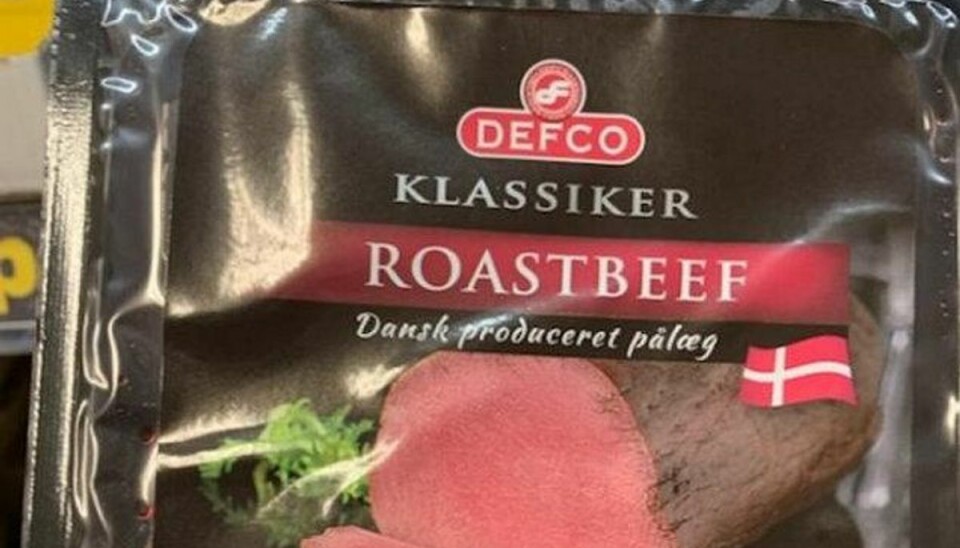 DEFCO
KLASSIKER
ROASTBEEF
Dansk produceret pålæg
p